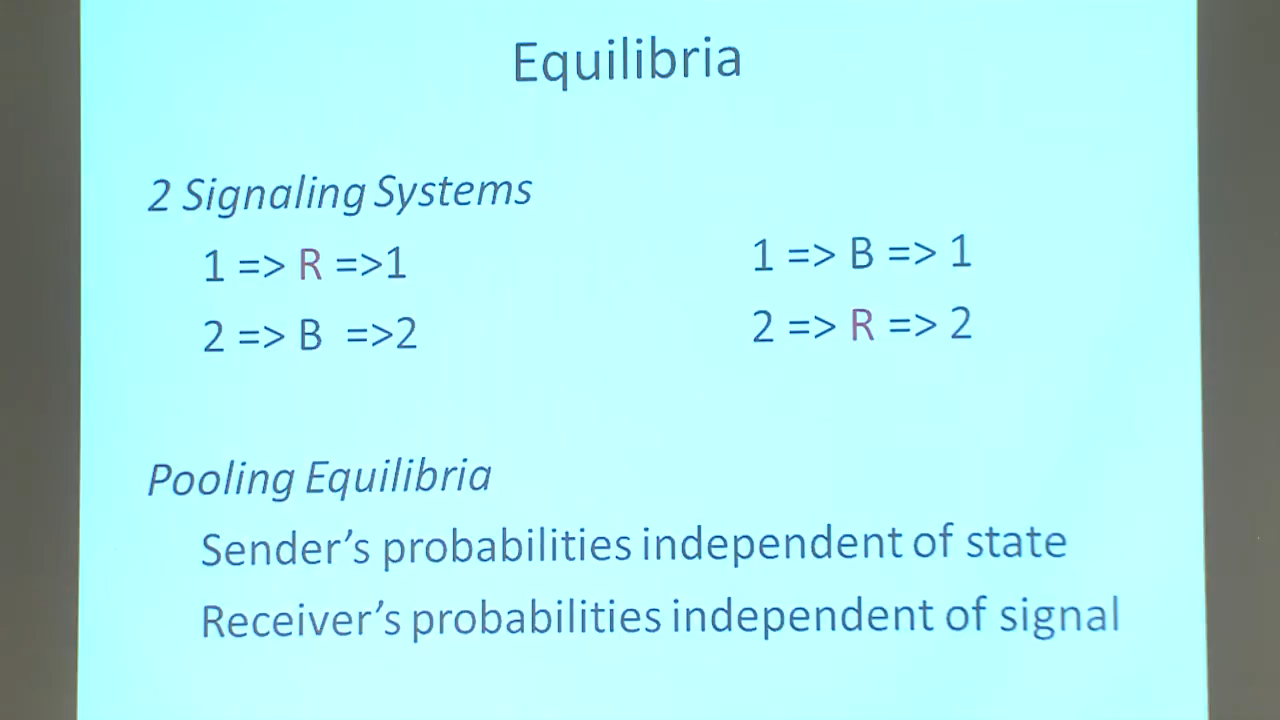 Equilibria
2 Signaling Systems
1 => R =>1
2 => B =>2
1 => B => 1
2 => R => 2
Pooling Equilibria
Sender's probabilities independent of state
Receiver's probabilities independent of signal